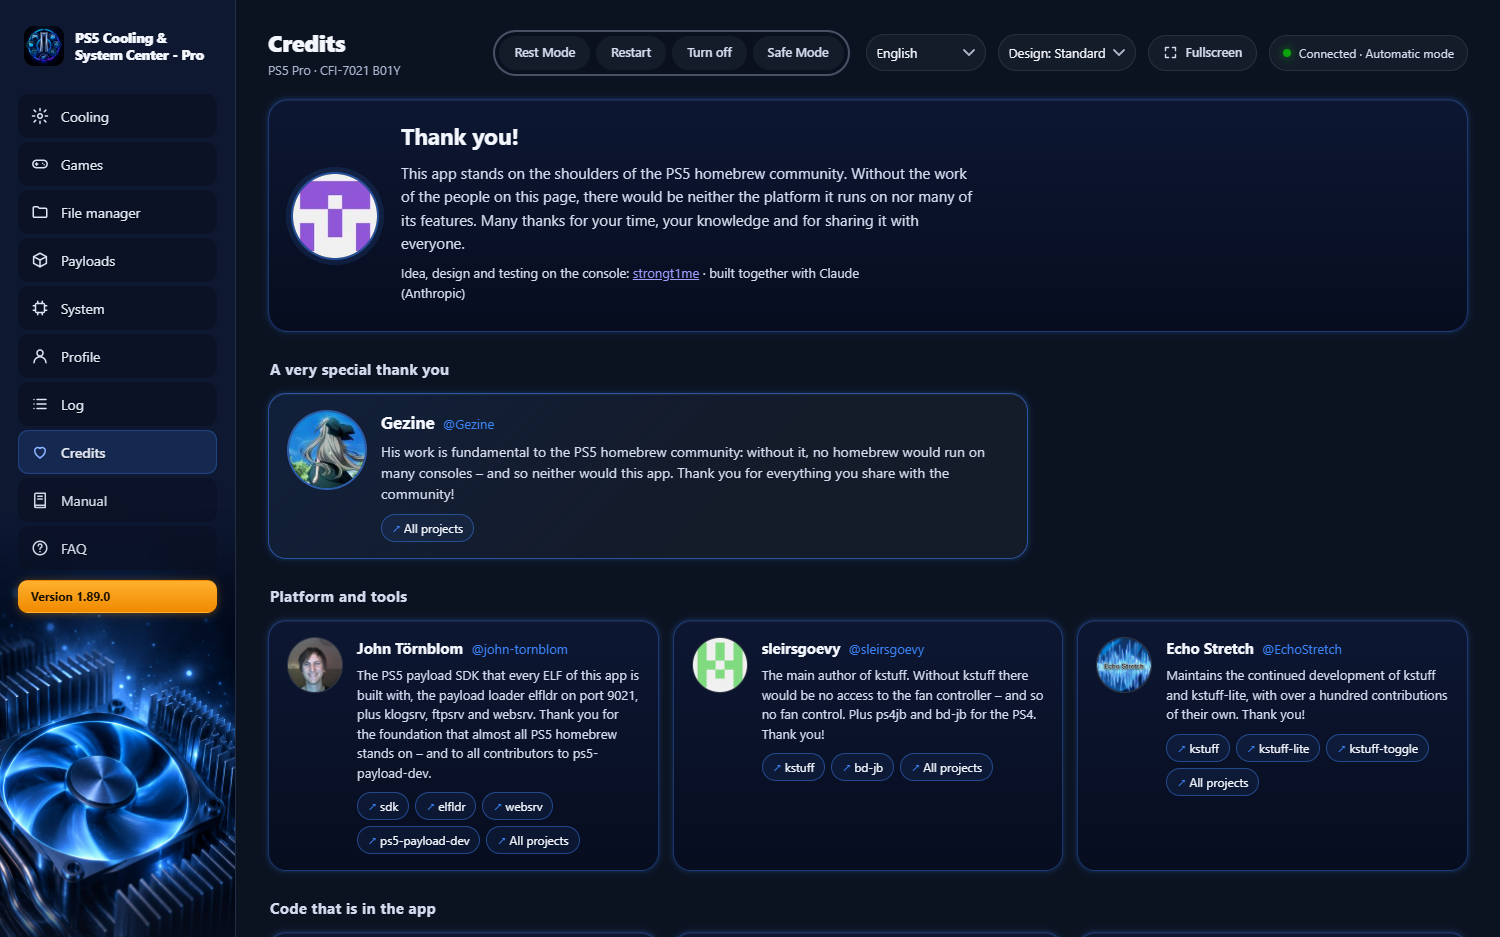 PS5 Cooling &
System Center - Pro
Cooling
Games
File manager
Payloads
System
Profile
Log
Credits
Manual
FAQ
Version 1.89.0
Credits
PS5 Pro · CFI-7021 B01Y
Rest Mode
Restart
Turn off
Safe Mode
English
Design: Standard
Fullscreen
Connected · Automatic mode
Thank you!
This app stands on the shoulders of the PS5 homebrew community. Without the work
of the people on this page, there would be neither the platform it runs on nor many of
its features. Many thanks for your time, your knowledge and for sharing it with
everyone.
Idea, design and testing on the console: strongt1me · built together with Claude
(Anthropic)
A very special thank you
Gezine @Gezine
His work is fundamental to the PS5 homebrew community: without it, no homebrew would run on
many consoles – and so neither would this app. Thank you for everything you share with the
community!
↗ All projects
Platform and tools
John Törnblom @john-tornblom
The PS5 payload SDK that every ELF of this app is
built with, the payload loader elfldr on port 9021,
plus klogsrv, ftpsrv and websrv. Thank you for
the foundation that almost all PS5 homebrew
stands on – and to all contributors to ps5-
payload-dev.
↗ sdk
↗ elfldr
↗ websrv
↗ ps5-payload-dev
↗ All projects
sleirsgoevy @sleirsgoevy
The main author of kstuff. Without kstuff there
would be no access to the fan controller – and so
no fan control. Plus ps4jb and bd-jb for the PS4.
Thank you!
↗ kstuff
↗ bd-jb
↗ All projects
Echo Stretch
Echo Stretch @EchoStretch
Maintains the continued development of kstuff
and kstuff-lite, with over a hundred contributions
of their own. Thank you!
↗ kstuff
↗ kstuff-lite
↗ kstuff-toggle
↗ All projects
Code that is in the app